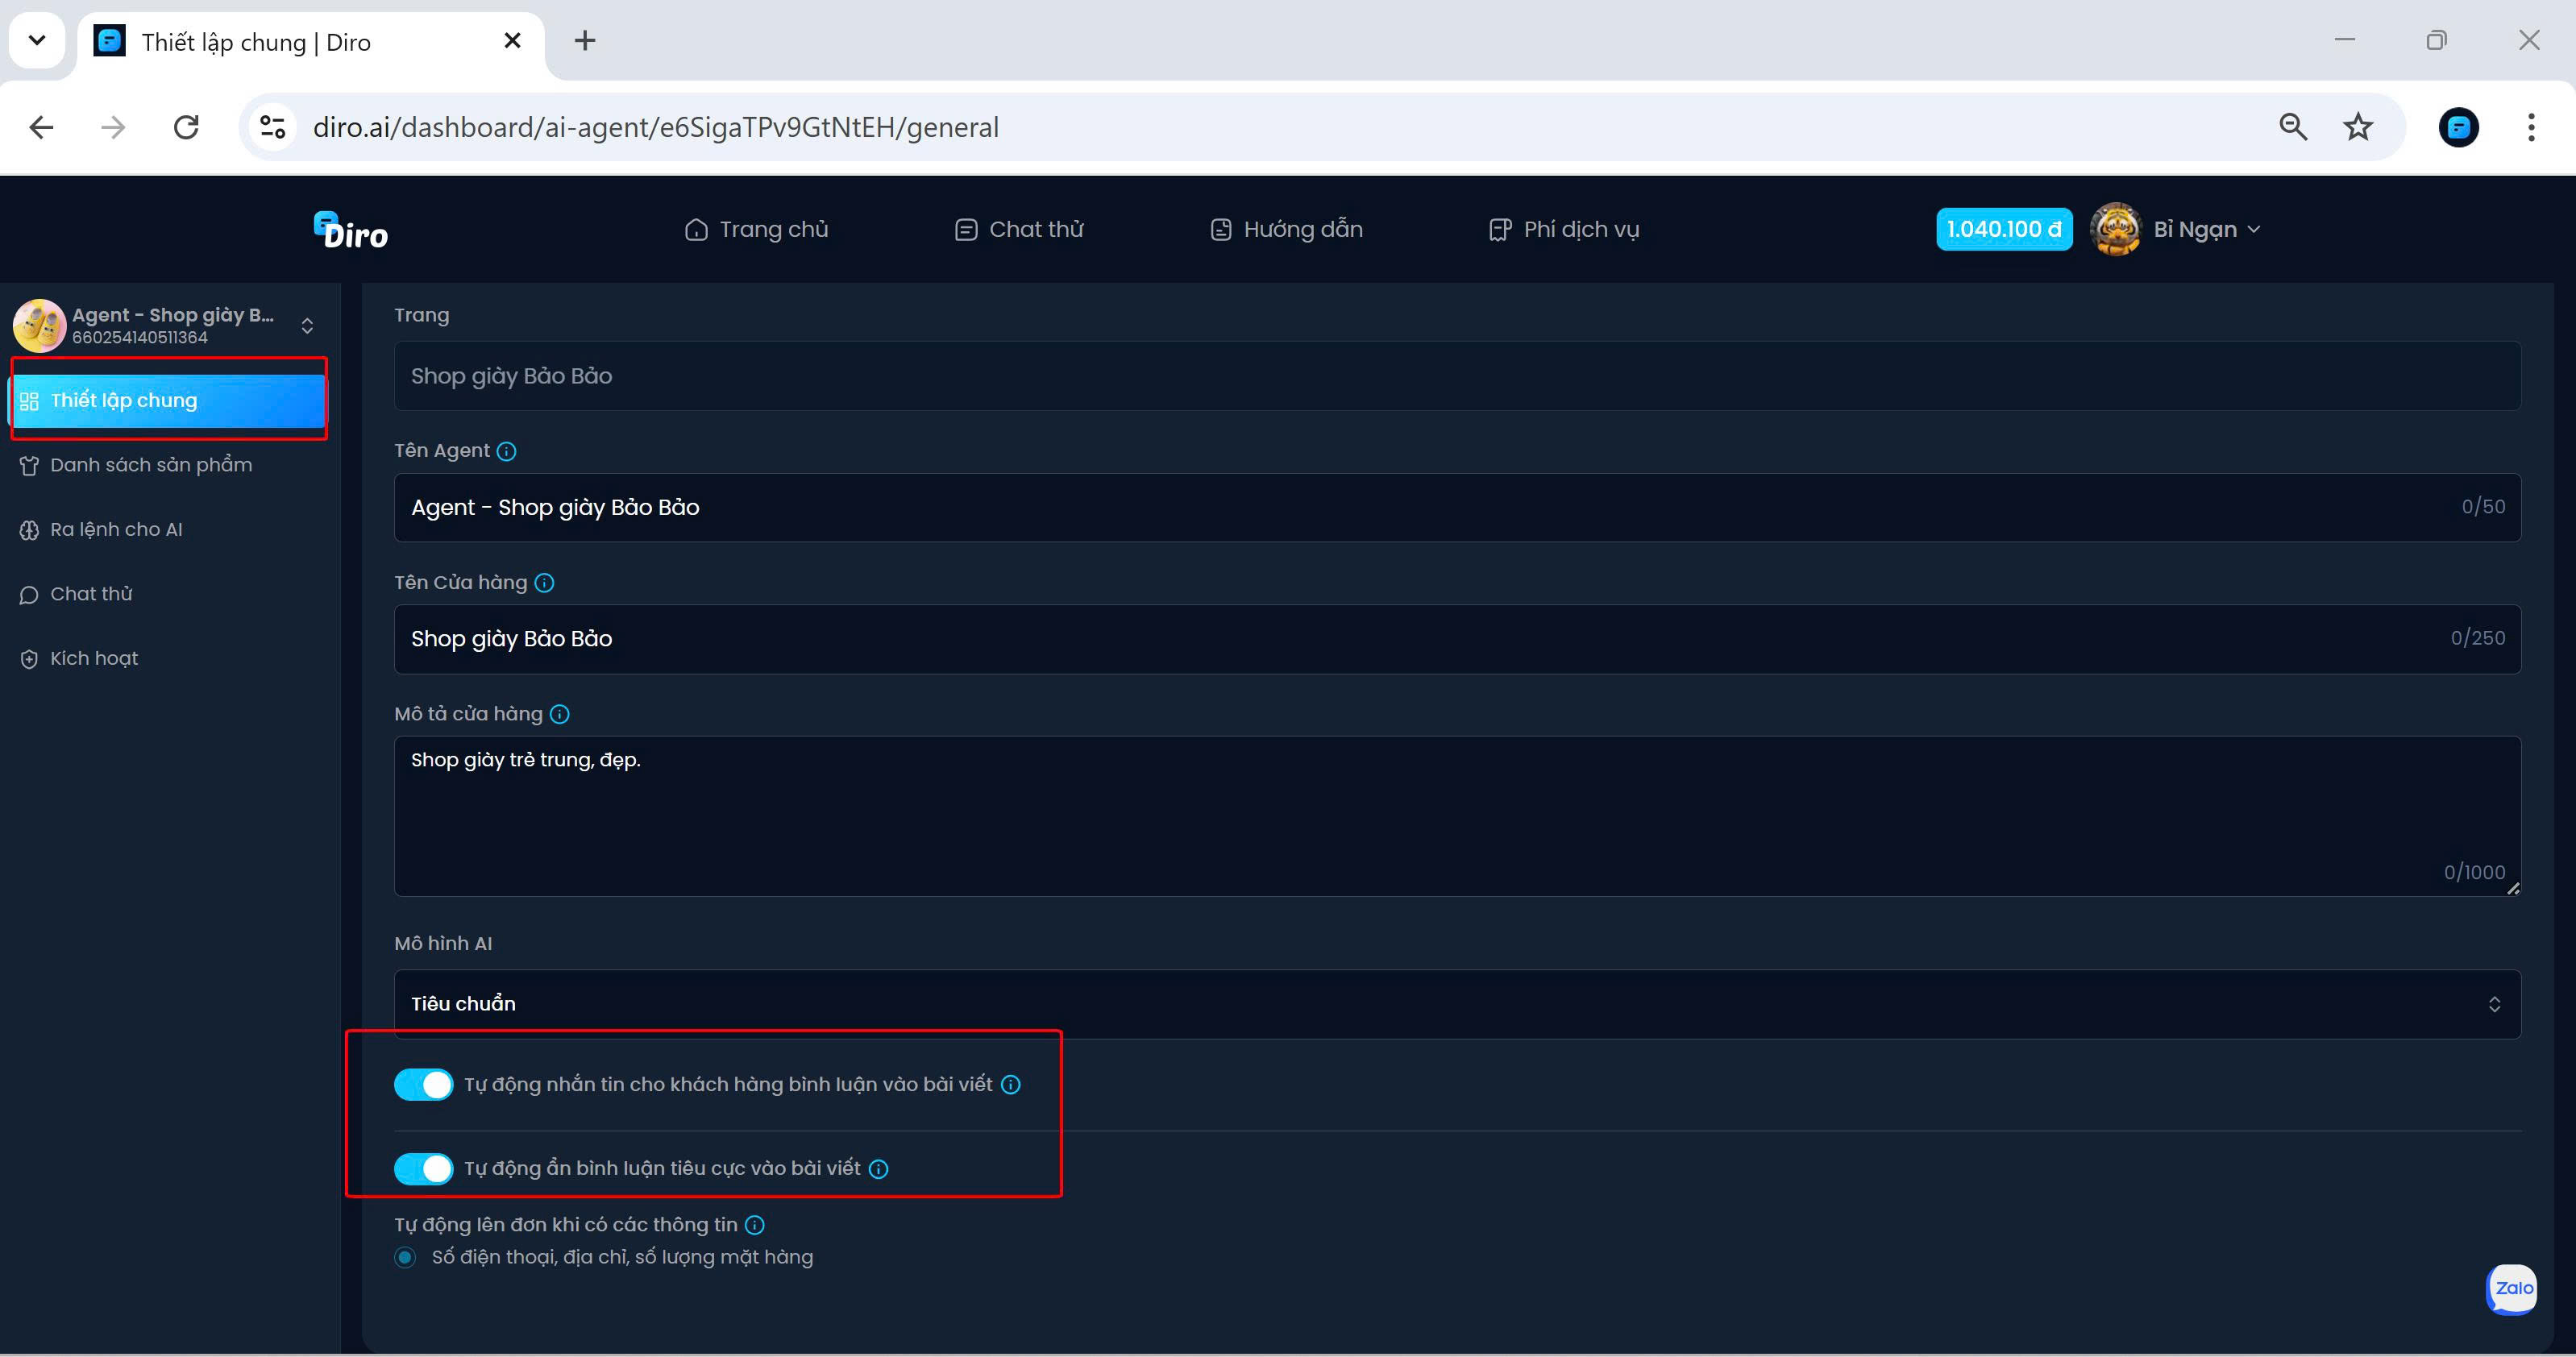 Thiết lập chung | Diro
diro.ai/dashboard/ai-agent/e6SigaTPv9GtNtEH/general
Diro
Trang chủ
Chat thử
Hướng dẫn
Phí dịch vụ
1.040.100 đ
Bỉ Ngạn
Agent - Shop giày B...
660254140511364
Thiết lập chung
Danh sách sản phẩm
Ra lệnh cho AI
Chat thử
Kích hoạt
Trang
Shop giày Bảo Bảo
Tên Agent
Agent - Shop giày Bảo Bảo
0/50
Tên Cửa hàng
Shop giày Bảo Bảo
0/250
Mô tả cửa hàng
Shop giày trẻ trung, đẹp.
0/1000
Mô hình AI
Tiêu chuẩn
Tự động nhắn tin cho khách hàng bình luận vào bài viết
Tự động ẩn bình luận tiêu cực vào bài viết
Tự động lên đơn khi có các thông tin
Số điện thoại, địa chỉ, số lượng mặt hàng
Zalo